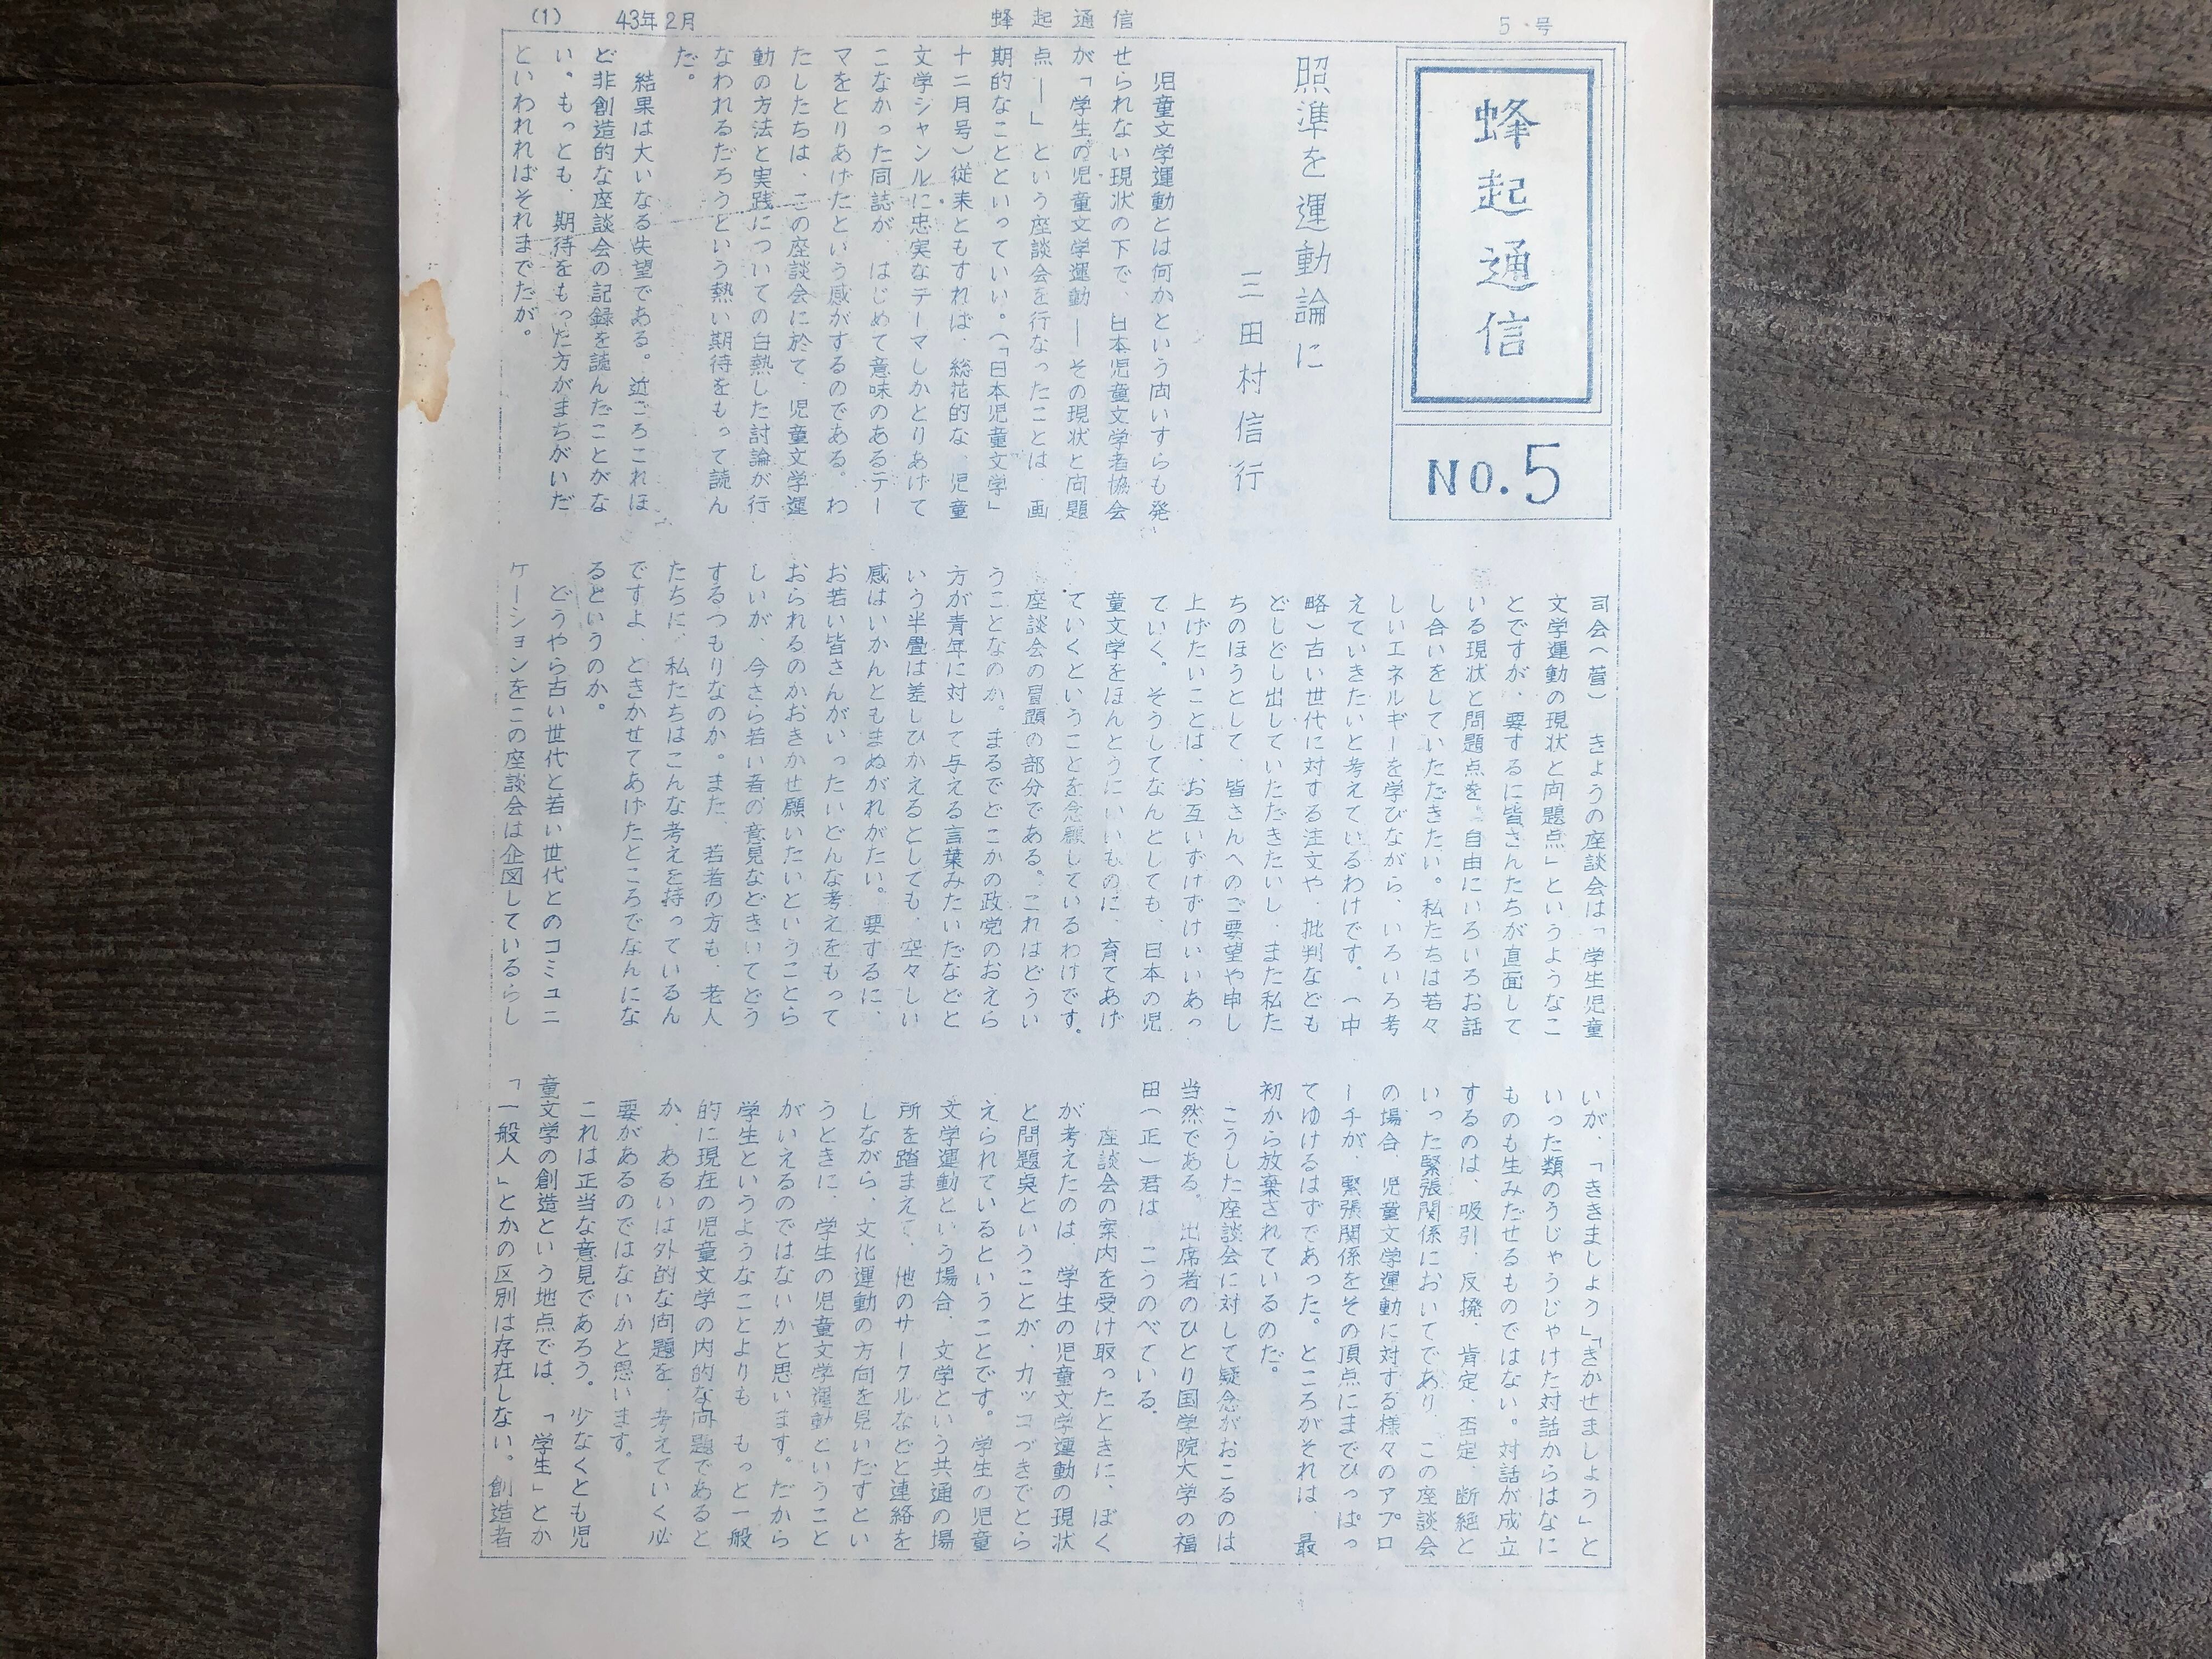 5号
蜂起通信
43年2月
(1)
蜂起通信
No.5
照準を運動論に
三田村信行
児童文学運動とは何かという問いすらも発
せられない現状の下で、日本児童文学者協会
が「学生の児童文学運動―その現状と問題
点―」という座談会を行なったことは、画
期的なことといっていい。（「日本児童文学」
十二月号）従来ともすれば、総花的な、児童
文学ジャンルに忠実なテーマしかとりあげて
こなかった同誌が、はじめて意味のあるテー
マをとりあげたという感がするのである。わ
たしたちは、この座談会に於て、児童文学運
動の方法と実践についての白熱した討論が行
なわれるだろうという熱い期待をもって読ん
だ。
結果は大いなる失望である。近ごろこれほ
ど非創造的な座談会の記録を読んだことがな
い。もっとも、期待をもった方がまちがいだ
といわれればそれまでだが。
司会（菅）　きょうの座談会は「学生児童
文学運動の現状と問題点」というようなこ
とですが、要するに皆さんたちが直面して
いる現状と問題点を、自由にいろいろお話
し合いをしていただきたい。私たちは若々
しいエネルギーを学びながら、いろいろ考
えていきたいと考えているわけです。（中
略）古い世代に対する注文や、批判なども
どしどし出していただきたいし、また私た
ちのほうとして、皆さんへのご要望や申し
上げたいことは、お互いずけずけいいあっ
ていく。そうしてなんとしても、日本の児
童文学をほんとうにいいものに、育てあげ
ていくということを念願しているわけです。
座談会の冒頭の部分である。これはどうい
うことなのか。まるでどこかの政党のおえら
方が青年に対して与える言葉みたいだなどと
いう半畳は差しひかえるとしても、空々しい
感はいかんともまぬがれがたい。要するに、
お若い皆さんがいったいどんな考えをもって
おられるのかおきかせ願いたいということら
しいが、今さら若い者の意見などきいてどう
するつもりなのか。また、若者の方も、老人
たちに、私たちはこんな考えを持っているん
ですよ　ときかせてあげたところでなんにな
るというのか。
どうやら古い世代と若い世代とのコミュニ
ケーションをこの座談会は企図しているらし
いが、「ききましょう」「きかせましょう」と
いった類のうじゃうじゃけた対話からはなに
ものも生みだせるものではない。対話が成立
するのは、吸引、反撥、肯定、否定、断絶と
いった緊張関係においてであり、この座談会
の場合、児童文学運動に対する様々のアプロ
ーチが、緊張関係をその頂点にまでひっぱっ
てゆけるはずであった。ところがそれは、最
初から放棄されているのだ。
こうした座談会に対して疑念がおこるのは
当然である。出席者のひとり国学院大学の福
田（正）君は、こうのべている。
座談会の案内を受け取ったときに、ぼく
が考えたのは、学生の児童文学運動の現状
と問題点ということが、カッコつきでとら
えられているということです。学生の児童
文学運動という場合、文学という共通の場
所を踏まえて、他のサークルなどと連絡を
しながら、文化運動の方向を見いだすとい
うときに、学生の児童文学運動ということ
がいえるのではないかと思います。だから
学生というようなことよりも、もっと一般
的に現在の児童文学の内的な問題であると
か、あるいは外的な問題を、考えていく必
要があるのではないかと思います。
これは正当な意見であろう。少なくとも児
童文学の創造という地点では、「学生」とか
「一般人」とかの区別は存在しない。創造者